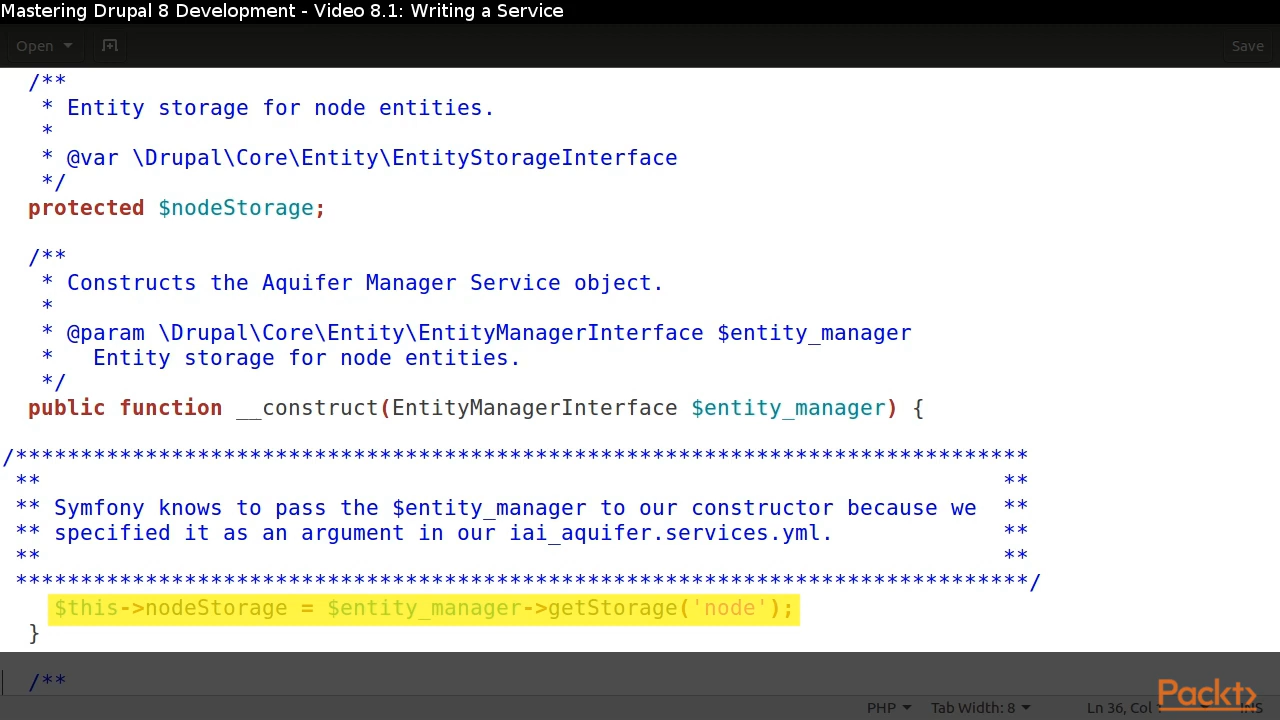 Mastering Drupal 8 Development - Video 8.1: Writing a Service
Open Save
/**
* Entity storage for node entities.
*
* @var \Drupal\Core\Entity\EntityStorageInterface
*/
protected $nodeStorage;
/**
* Constructs the Aquifer Manager Service object.
*
* @param \Drupal\Core\Entity\EntityManagerInterface $entity_manager
* Entity storage for node entities.
*/
public function __construct(EntityManagerInterface $entity_manager) {
/******************************************************************************
** **
** Symfony knows to pass the $entity_manager to our constructor because we **
** specified it as an argument in our iai_aquifer.services.yml. **
** **
******************************************************************************/
$this->nodeStorage = $entity_manager->getStorage('node');
}
/**
PHP Tab Width: 8 Ln 36, Col INS
Packt>